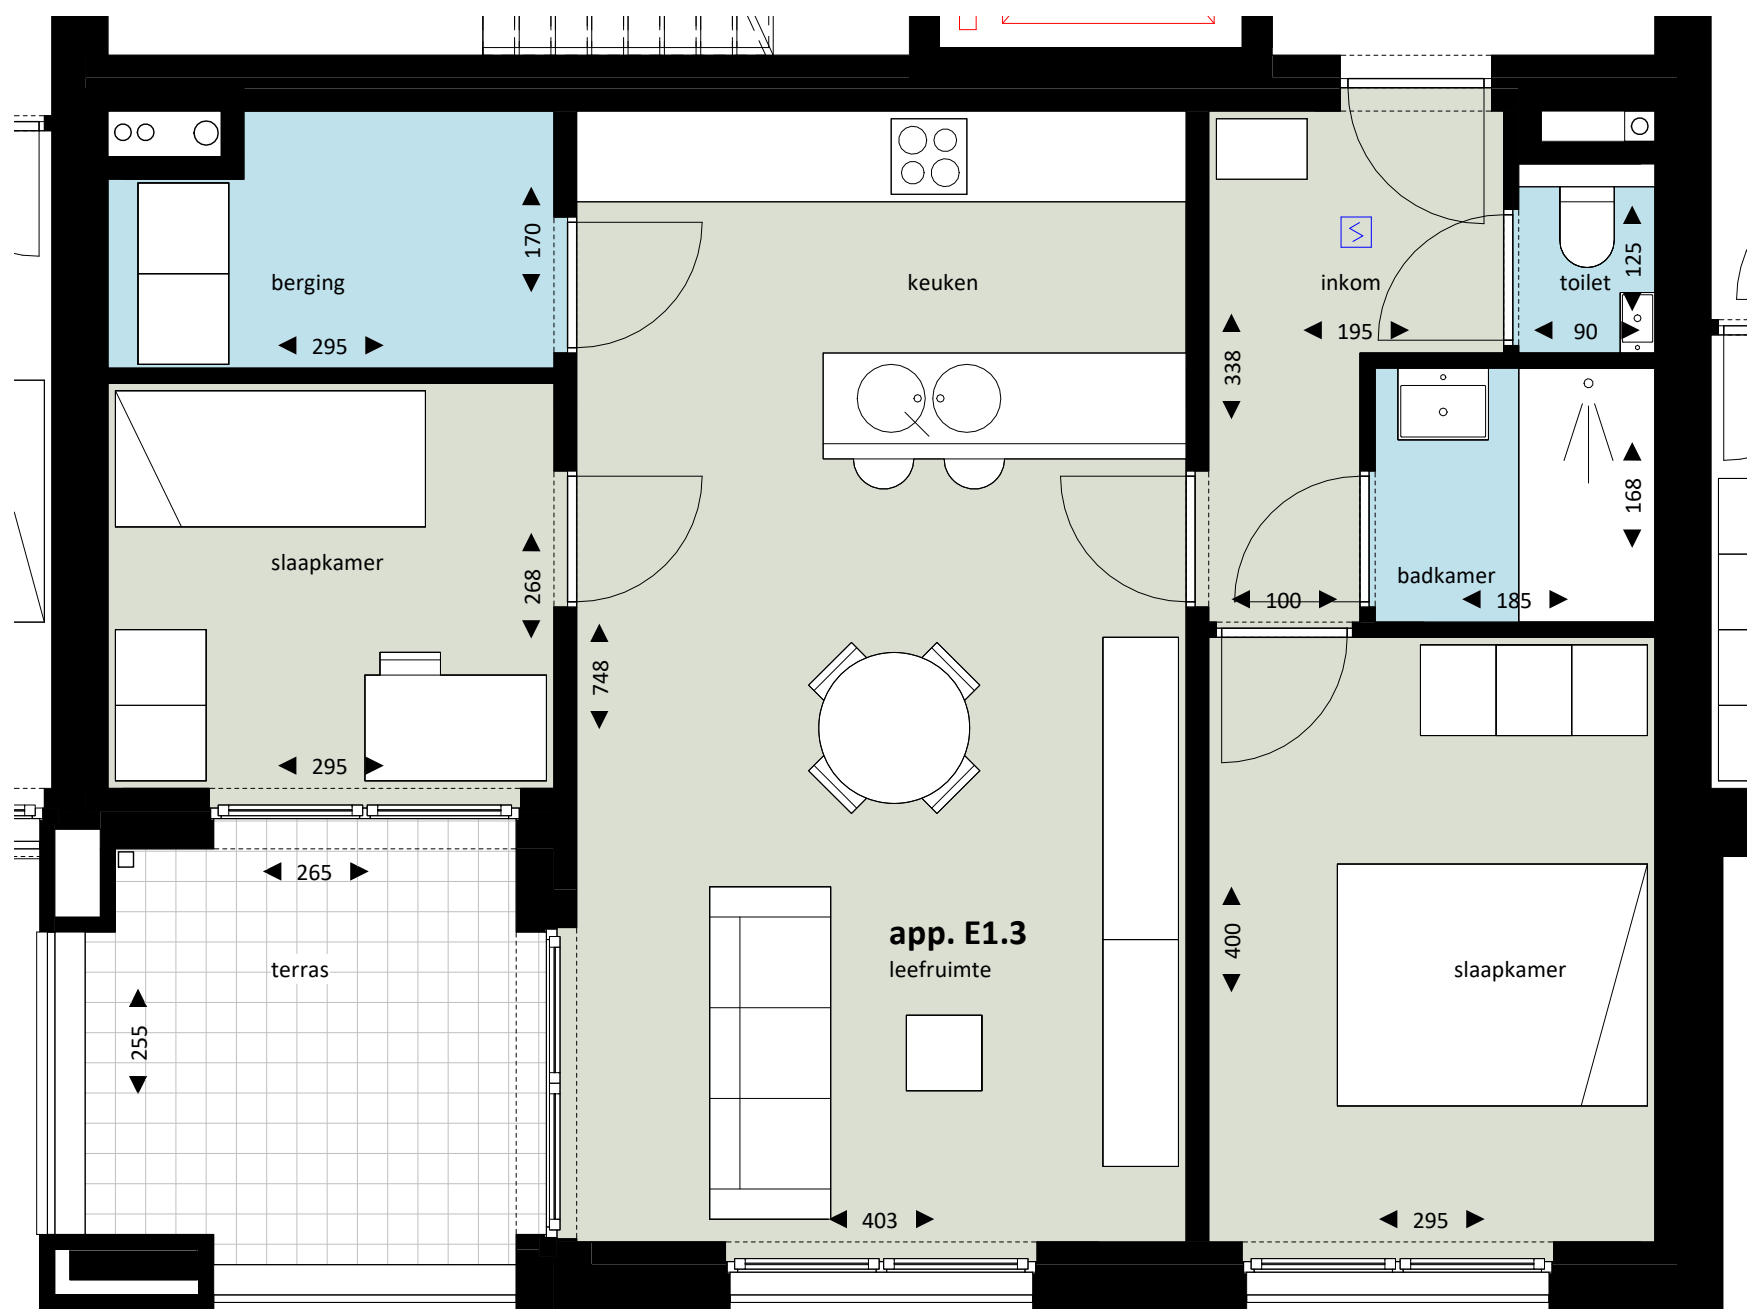 170
125
berging
keuken
inkom
toilet
295
338
195
90
168
slaapkamer
268
badkamer
100
185
748
295
265
app. E1.3
leefruimte
400
terras
slaapkamer
255
403
295